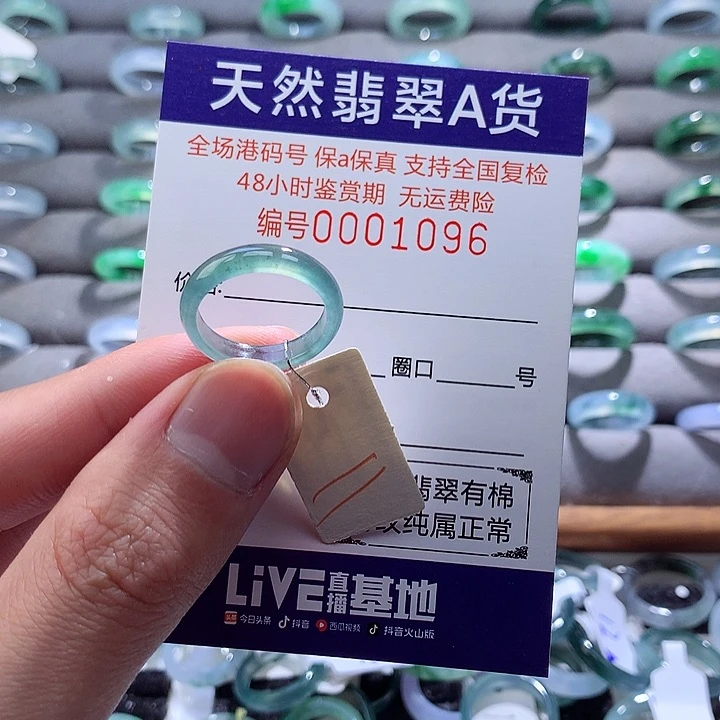 天然翡翠A货
全场港码号 保a保真 支持全国复检
48小时鉴赏期 无运费险
编号0001096
价
圈口 号
翡翠有棉
纯属正常
LiVE直播基地
今日头条 抖音 西瓜视频 抖音火山版